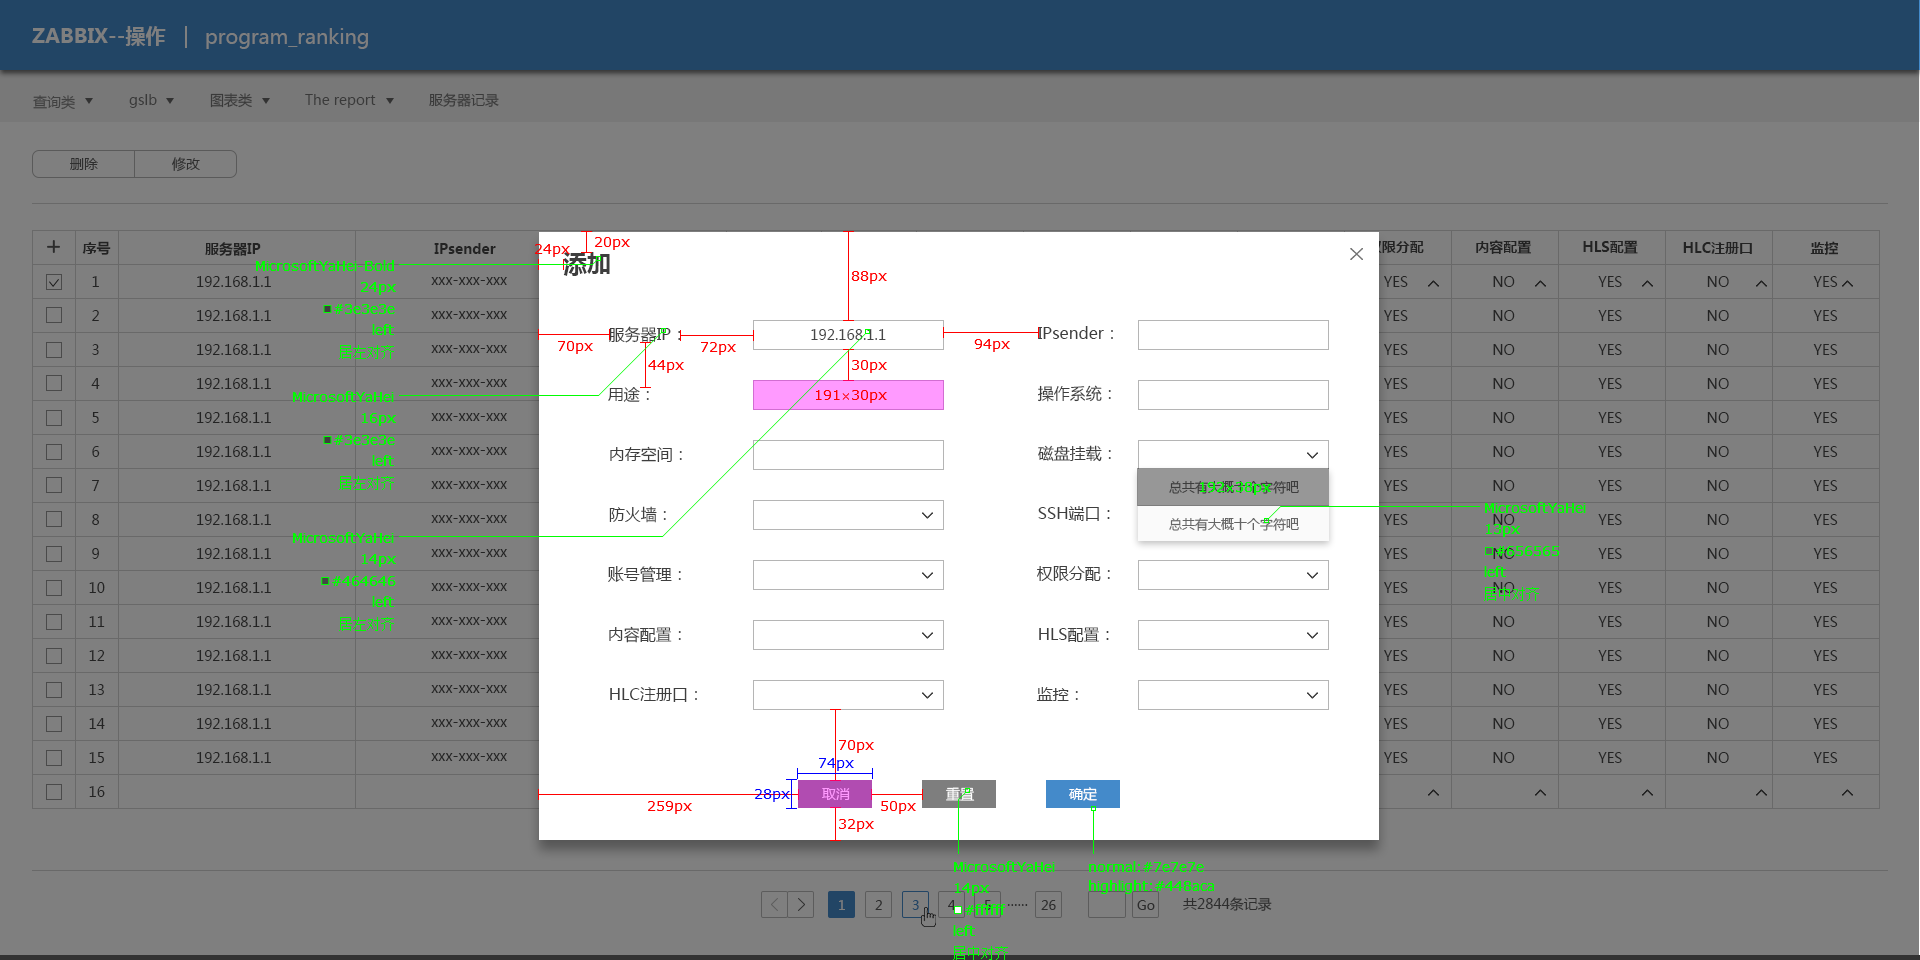 ZABBIX--操作 | program_ranking
查询类 gslb 图表类 The report 服务器记录
删除 修改
序号 服务器IP IPsender 限分配 内容配置 HLS配置 HLC注册口 监控
1 192.168.1.1 xxx-xxx-xxx YES NO YES NO YES
2 192.168.1.1 xxx-xxx-xxx YES NO YES NO YES
3 192.168.1.1 xxx-xxx-xxx YES NO YES NO YES
4 192.168.1.1 xxx-xxx-xxx YES NO YES NO YES
5 192.168.1.1 xxx-xxx-xxx YES NO YES NO YES
6 192.168.1.1 xxx-xxx-xxx YES NO YES NO YES
7 192.168.1.1 xxx-xxx-xxx YES NO YES NO YES
8 192.168.1.1 xxx-xxx-xxx YES NO YES NO YES
9 192.168.1.1 xxx-xxx-xxx YES NO YES NO YES
10 192.168.1.1 xxx-xxx-xxx YES NO YES NO YES
11 192.168.1.1 xxx-xxx-xxx YES NO YES NO YES
12 192.168.1.1 xxx-xxx-xxx YES NO YES NO YES
13 192.168.1.1 xxx-xxx-xxx YES NO YES NO YES
14 192.168.1.1 xxx-xxx-xxx YES NO YES NO YES
15 192.168.1.1 xxx-xxx-xxx YES NO YES NO YES
16
添加
24px 20px
88px
服务器IP : 192.168.1.1 IPsender :
70px 72px 94px
44px 30px
用途 : 191×30px 操作系统 :
内存空间 : 磁盘挂载 :
总共有大概十个字符吧
总共有大概十个字符吧
防火墙 : SSH端口 :
账号管理 : 权限分配 :
内容配置 : HLS配置 :
HLC注册口 : 监控 :
70px
74px
28px 取消 重置 确定
259px 50px
32px
MicrosoftYaHei-Bold
24px
#3e3e3e
left
居左对齐
MicrosoftYaHei
16px
#3e3e3e
left
居左对齐
MicrosoftYaHei
14px
#464646
left
居左对齐
MicrosoftYaHei
13px
#656565
left
居中对齐
MicrosoftYaHei
14px
#ffffff
left
居中对齐
normal:#7e7e7e
highlight:#448aca
1 2 3 4 5 ······ 26 Go 共2844条记录